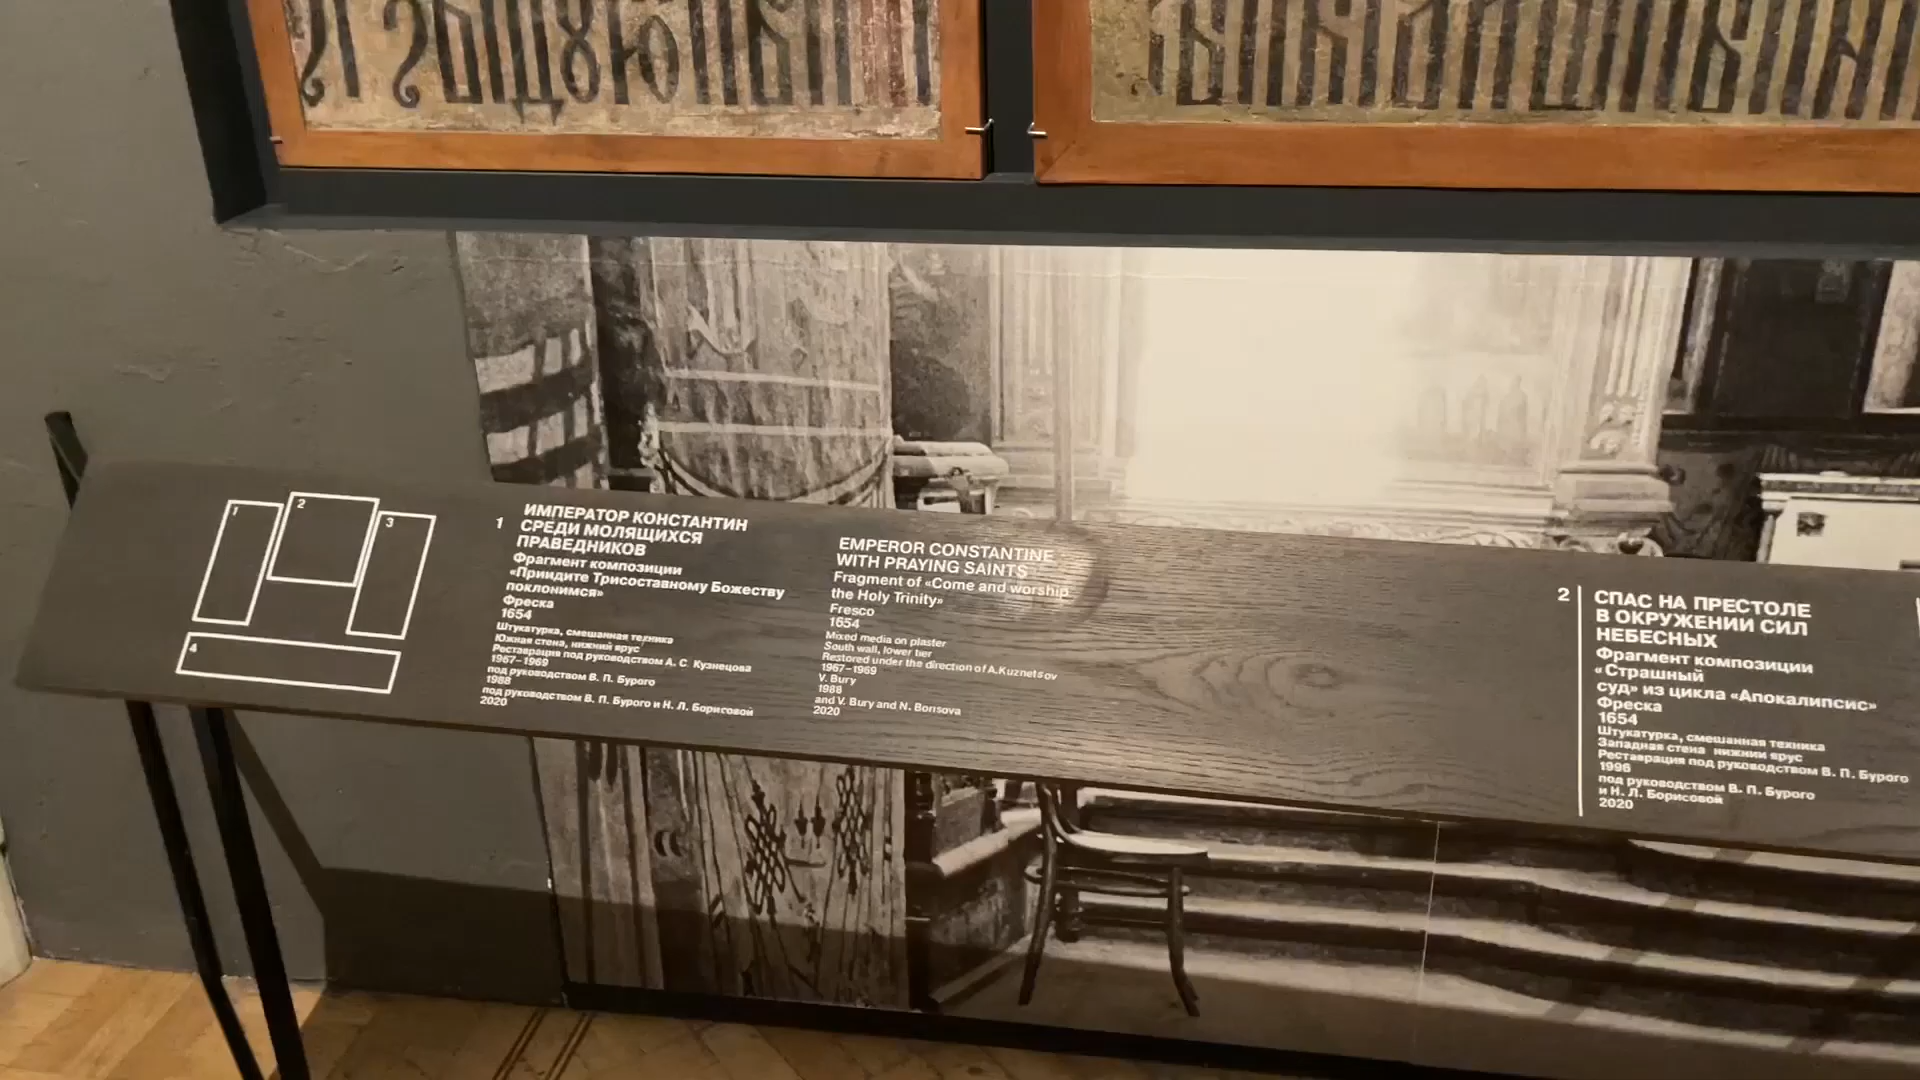 1
2
3
4
1
ИМПЕРАТОР КОНСТАНТИН
СРЕДИ МОЛЯЩИХСЯ
ПРАВЕДНИКОВ
Фрагмент композиции
«Приидите Трисоставному Божеству
поклонимся»
Фреска
1654
Штукатурка, смешанная техника
Южная стена, нижний ярус
Реставрация под руководством А. С. Кузнецова
1967–1969
под руководством В. П. Бурого
1988
под руководством В. П. Бурого и Н. Л. Борисовой
2020
EMPEROR CONSTANTINE
WITH PRAYING SAINTS
Fragment of «Come and worship
the Holy Trinity»
Fresco
1654
Mixed media on plaster
South wall, lower tier
Restored under the direction of A.Kuznetsov
1967–1969
V. Bury
1988
and V. Bury and N. Borisova
2020
2
СПАС НА ПРЕСТОЛЕ
В ОКРУЖЕНИИ СИЛ
НЕБЕСНЫХ
Фрагмент композиции
«Страшный
суд» из цикла «Апокалипсис»
Фреска
1654
Штукатурка, смешанная техника
Западная стена нижний ярус
Реставрация под руководством В. П. Бурого
1996
под руководством В. П. Бурого
и Н. Л. Борисовой
2020